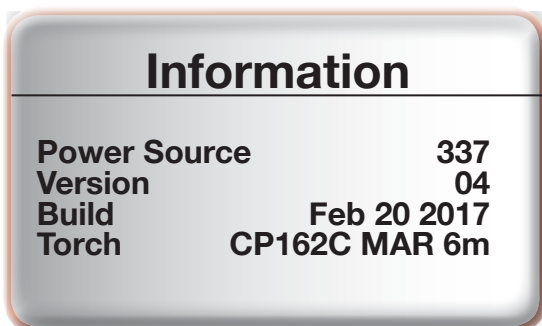 Information
Power Source 337
Version 04
Build Feb 20 2017
Torch CP162C MAR 6m